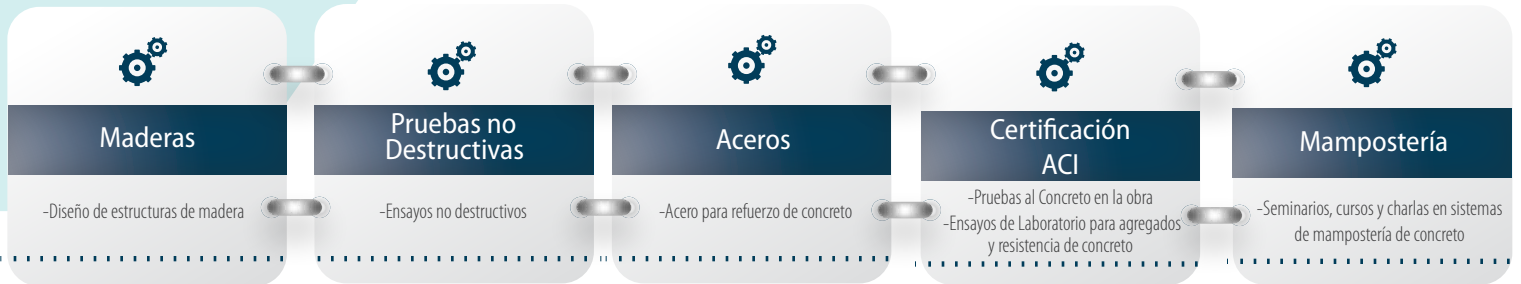 Maderas
-Diseño de estructuras de madera
Pruebas no
Destructivas
-Ensayos no destructivos
Aceros
-Acero para refuerzo de concreto
Certificación
ACI
-Pruebas al Concreto en la obra
-Ensayos de Laboratorio para agregados
y resistencia de concreto
Mampostería
-Seminarios, cursos y charlas en sistemas
de mampostería de concreto